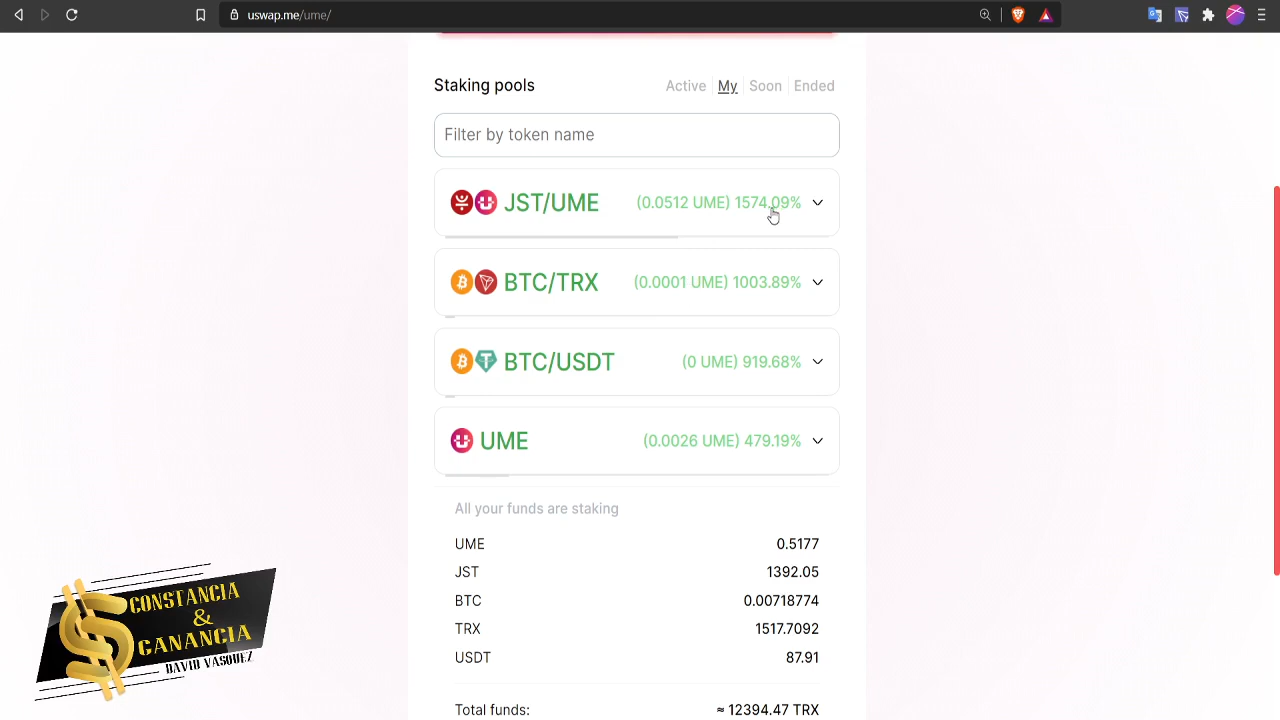 uswap.me/ume/
Staking pools Active My Soon Ended
Filter by token name
JST/UME (0.0512 UME) 1574.09%
BTC/TRX (0.0001 UME) 1003.89%
BTC/USDT (0 UME) 919.68%
UME (0.0026 UME) 479.19%
All your funds are staking
UME 0.5177
JST 1392.05
BTC 0.00718774
TRX 1517.7092
USDT 87.91
Total funds: ≈ 12394.47 TRX
CONSTANCIA
&
GANANCIA
DAVID VASQUEZ